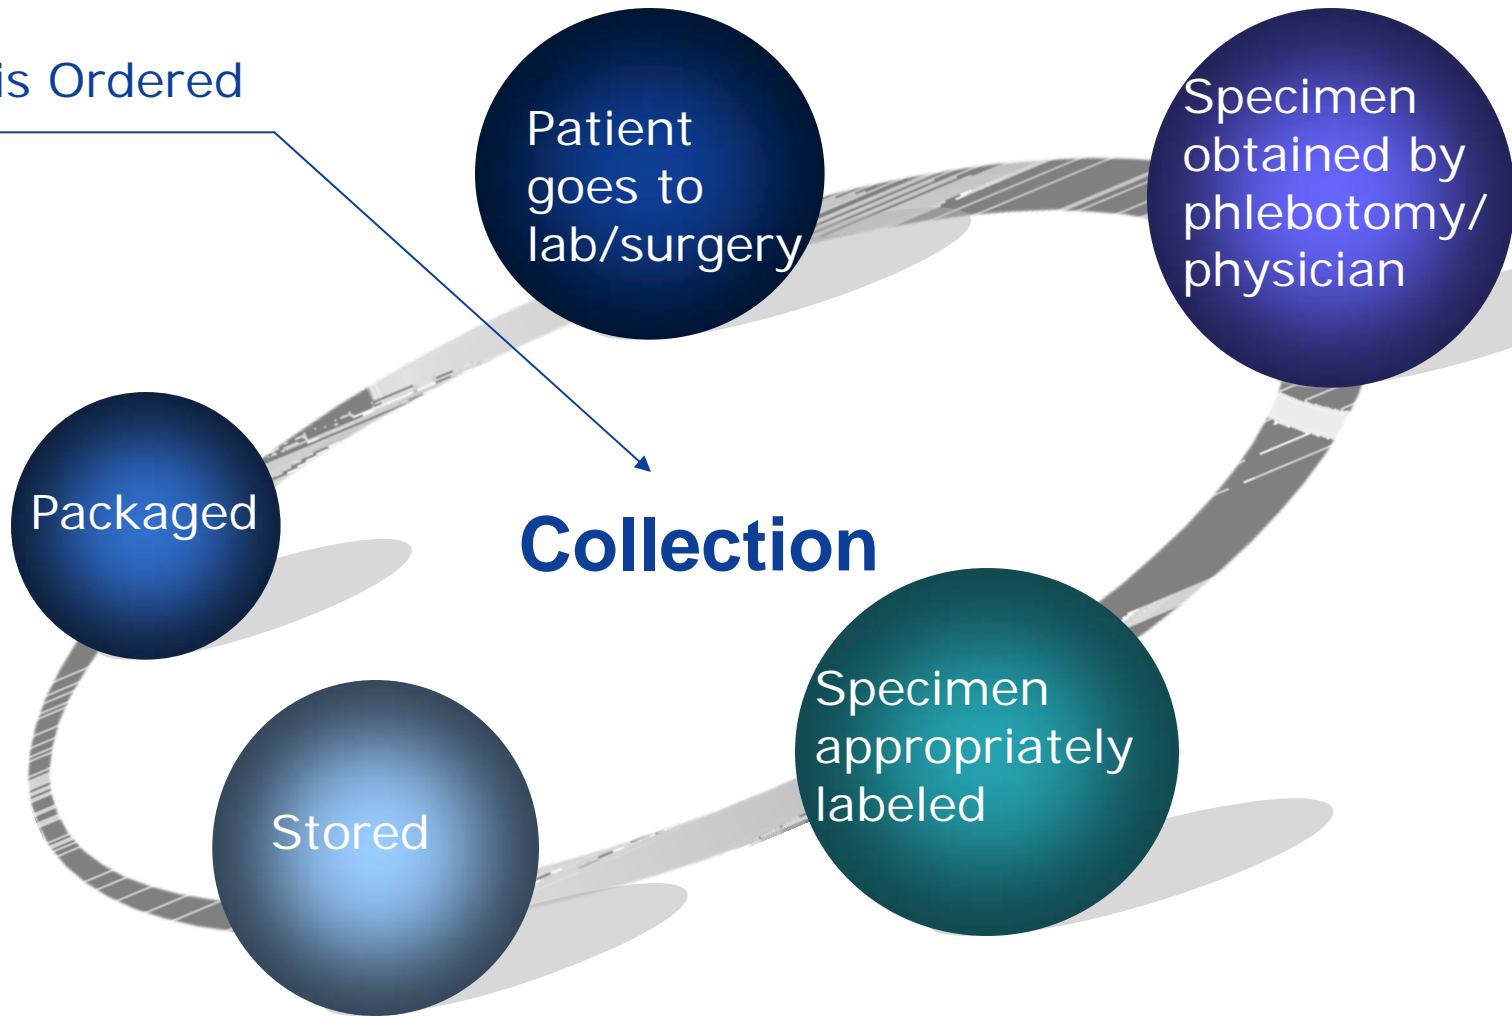 is Ordered
Patient
goes to
lab/surgery
Specimen
obtained by
phlebotomy/
physician
Packaged
Collection
Specimen
appropriately
labeled
Stored